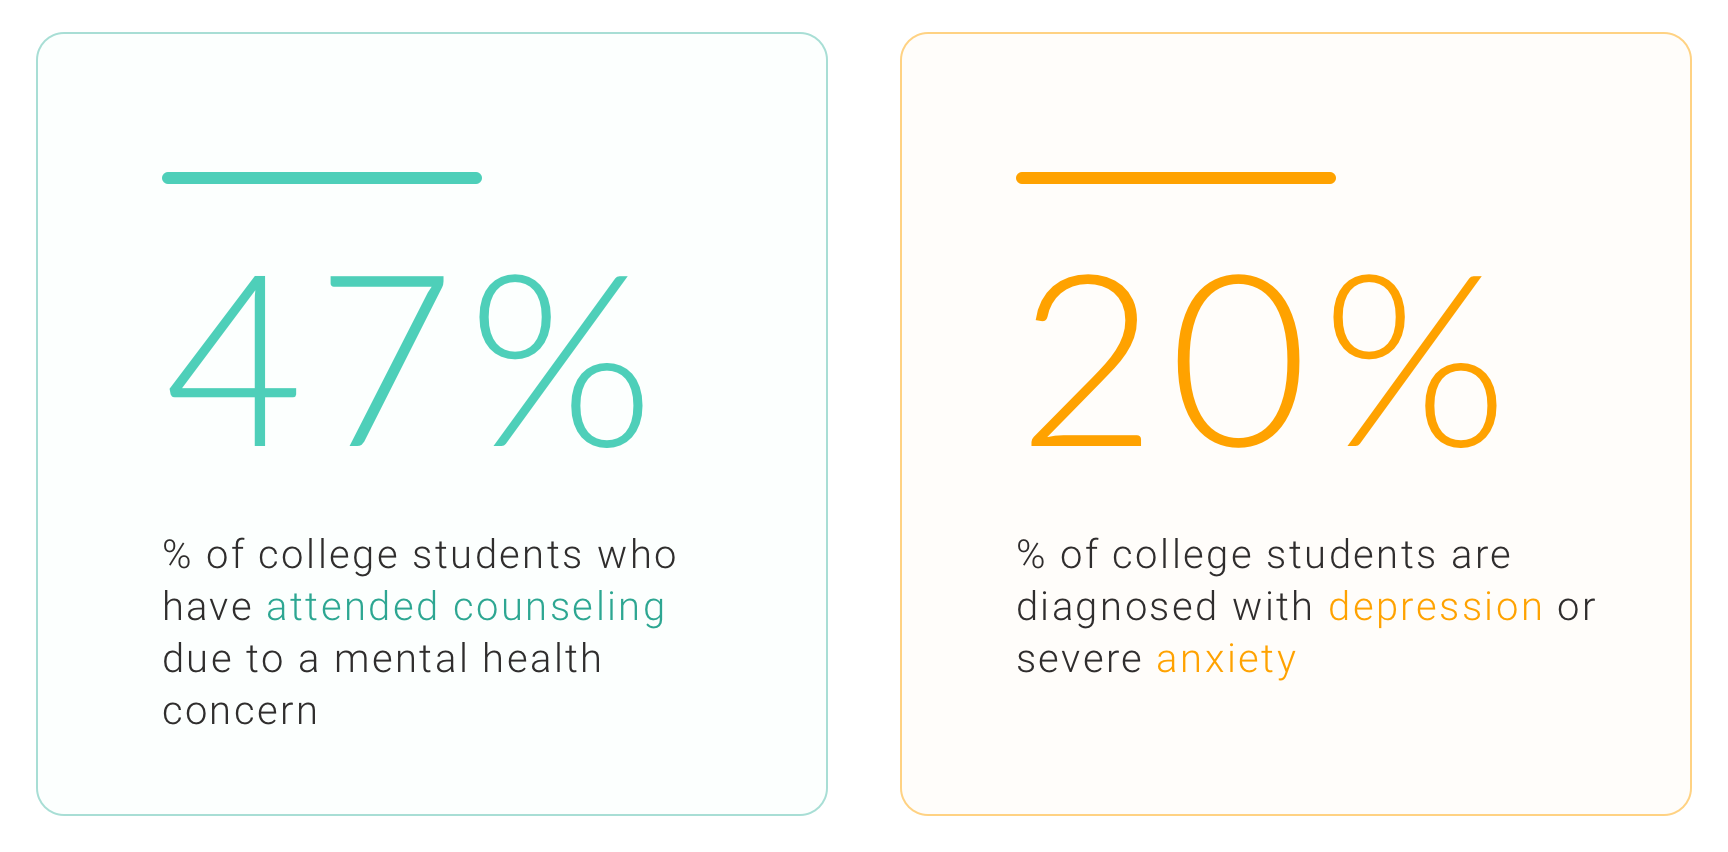 47%
% of college students who
have attended counseling
due to a mental health
concern
20%
% of college students are
diagnosed with depression or
severe anxiety